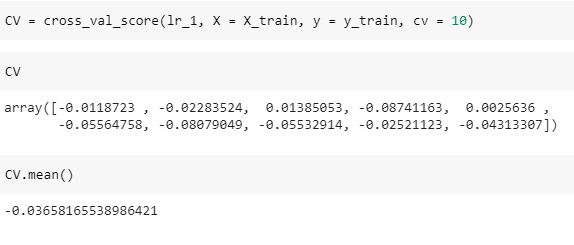 CV = cross_val_score(lr_1, X = X_train, y = y_train, cv = 10)
CV
array([-0.0118723 , -0.02283524,  0.01385053, -0.08741163,  0.0025636 ,
       -0.05564758, -0.08079049, -0.05532914, -0.02521123, -0.04313307])
CV.mean()
-0.03658165538986421